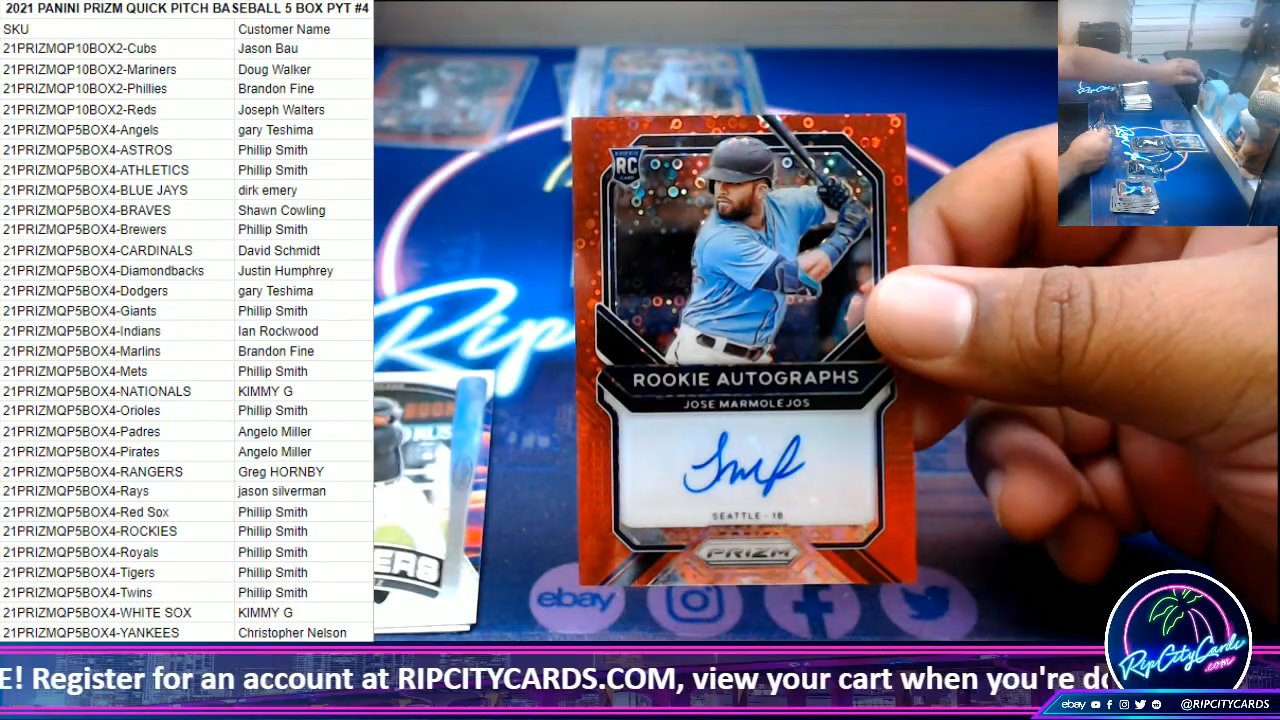 2021 PANINI PRIZM QUICK PITCH BASEBALL 5 BOX PYT #4
SKU Customer Name
21PRIZMQP10BOX2-Cubs Jason Bau
21PRIZMQP10BOX2-Mariners Doug Walker
21PRIZMQP10BOX2-Phillies Brandon Fine
21PRIZMQP10BOX2-Reds Joseph Walters
21PRIZMQP5BOX4-Angels gary Teshima
21PRIZMQP5BOX4-ASTROS Phillip Smith
21PRIZMQP5BOX4-ATHLETICS Phillip Smith
21PRIZMQP5BOX4-BLUE JAYS dirk emery
21PRIZMQP5BOX4-BRAVES Shawn Cowling
21PRIZMQP5BOX4-Brewers Phillip Smith
21PRIZMQP5BOX4-CARDINALS David Schmidt
21PRIZMQP5BOX4-Diamondbacks Justin Humphrey
21PRIZMQP5BOX4-Dodgers gary Teshima
21PRIZMQP5BOX4-Giants Phillip Smith
21PRIZMQP5BOX4-Indians Ian Rockwood
21PRIZMQP5BOX4-Marlins Brandon Fine
21PRIZMQP5BOX4-Mets Phillip Smith
21PRIZMQP5BOX4-NATIONALS KIMMY G
21PRIZMQP5BOX4-Orioles Phillip Smith
21PRIZMQP5BOX4-Padres Angelo Miller
21PRIZMQP5BOX4-Pirates Angelo Miller
21PRIZMQP5BOX4-RANGERS Greg HORNBY
21PRIZMQP5BOX4-Rays jason silverman
21PRIZMQP5BOX4-Red Sox Phillip Smith
21PRIZMQP5BOX4-ROCKIES Phillip Smith
21PRIZMQP5BOX4-Royals Phillip Smith
21PRIZMQP5BOX4-Tigers Phillip Smith
21PRIZMQP5BOX4-Twins Phillip Smith
21PRIZMQP5BOX4-WHITE SOX KIMMY G
21PRIZMQP5BOX4-YANKEES Christopher Nelson
RC
ROOKIE AUTOGRAPHS
JOSE MARMOLEJOS
SEATTLE - 1B
PRIZM
Rip
ERS
ebay
E! Register for an account at RIPCITYCARDS.COM, view your cart when you're do
RipCityCards
.com
ebay @RIPCITYCARDS